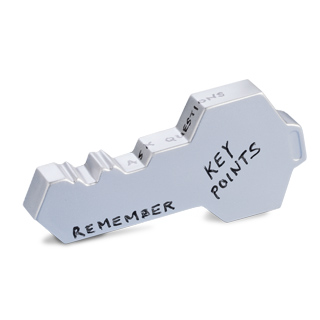 ASK QUESTIONS
KEY
POINTS
REMEMBER